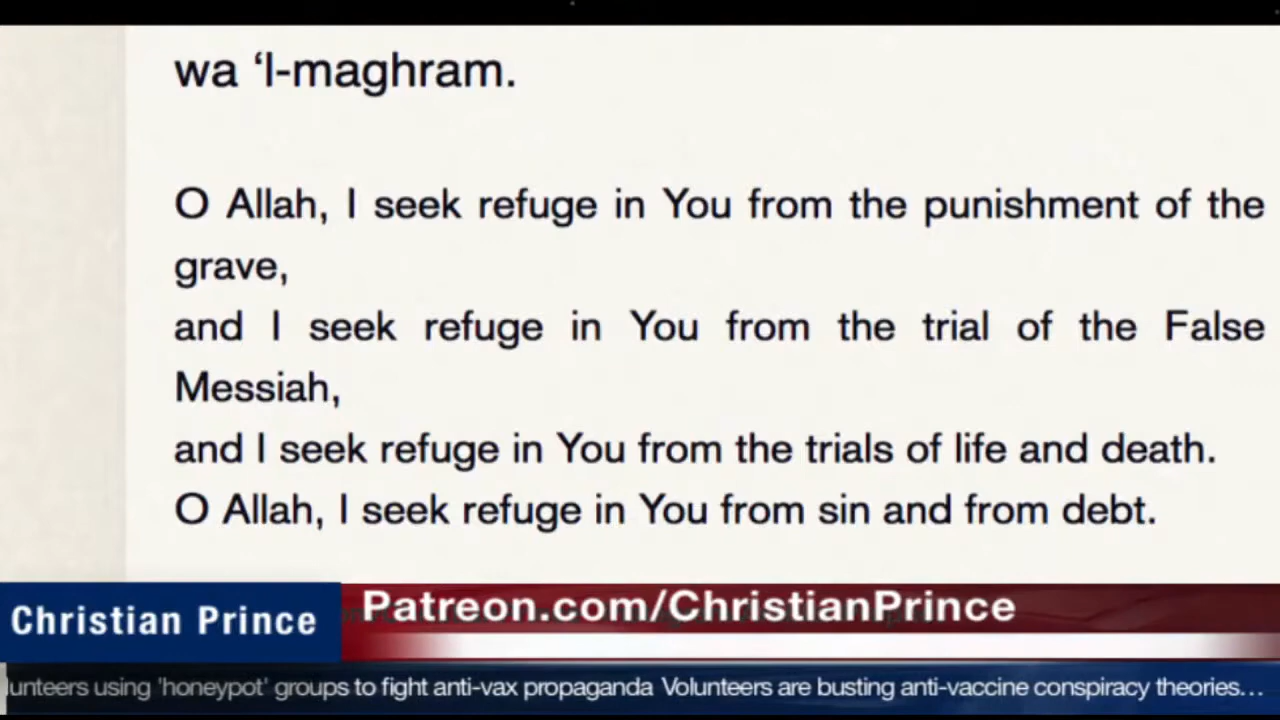 wa ‘l-maghram.
O Allah, I seek refuge in You from the punishment of the
grave,
and I seek refuge in You from the trial of the False
Messiah,
and I seek refuge in You from the trials of life and death.
O Allah, I seek refuge in You from sin and from debt.
Christian Prince
Patreon.com/ChristianPrince
unteers using 'honeypot' groups to fight anti-vax propaganda Volunteers are busting anti-vaccine conspiracy theories...